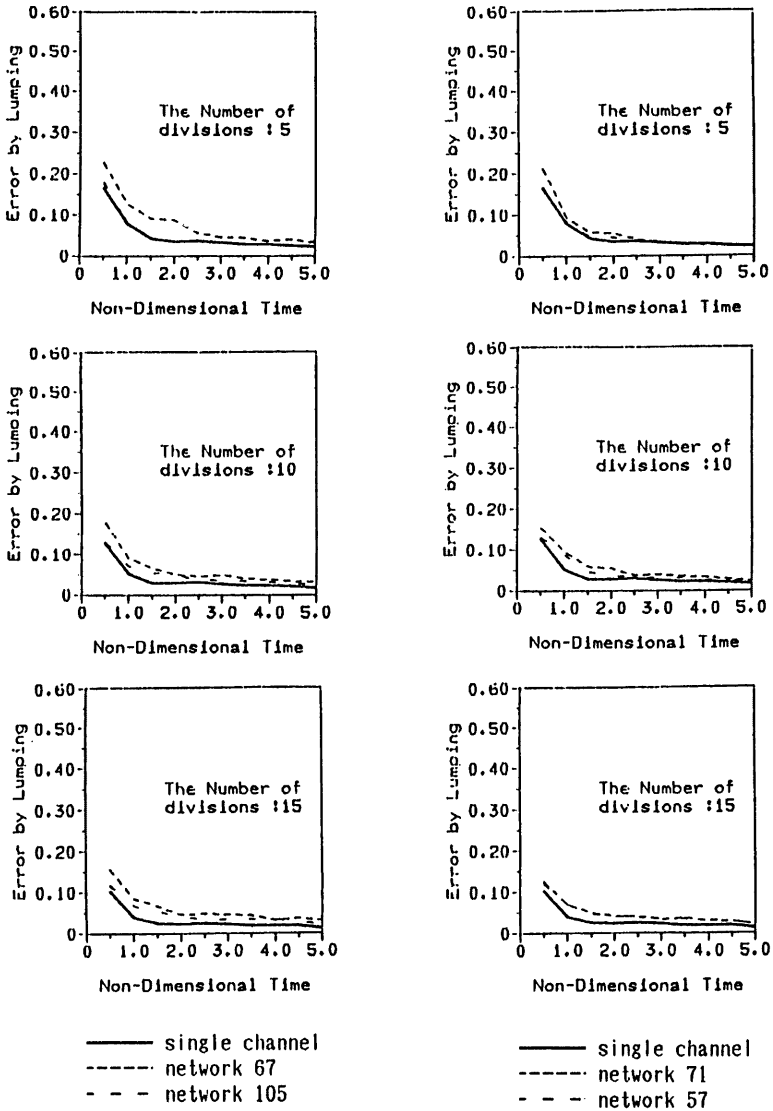 0.60
0.50
0.40
0.30
0.20
0.10
0
Error by Lumping
The Number of
divisions :5
0 1.0 2.0 3.0 4.0 5.0
Non-Dimensional Time
0.60
0.50
0.40
0.30
0.20
0.10
0
Error by Lumping
The Number of
divisions :5
0 1.0 2.0 3.0 4.0 5.0
Non-Dimensional Time
0.60
0.50
0.40
0.30
0.20
0.10
0
Error by Lumping
The Number of
divisions :10
0 1.0 2.0 3.0 4.0 5.0
Non-Dimensional Time
0.60
0.50
0.40
0.30
0.20
0.10
0
Error by Lumping
The Number of
divisions :10
0 1.0 2.0 3.0 4.0 5.0
Non-Dimensional Time
0.60
0.50
0.40
0.30
0.20
0.10
0
Error by Lumping
The Number of
divisions :15
0 1.0 2.0 3.0 4.0 5.0
Non-Dimensional Time
0.60
0.50
0.40
0.30
0.20
0.10
0
Error by Lumping
The Number of
divisions :15
0 1.0 2.0 3.0 4.0 5.0
Non-Dimensional Time
single channel
network 67
network 105
single channel
network 71
network 57